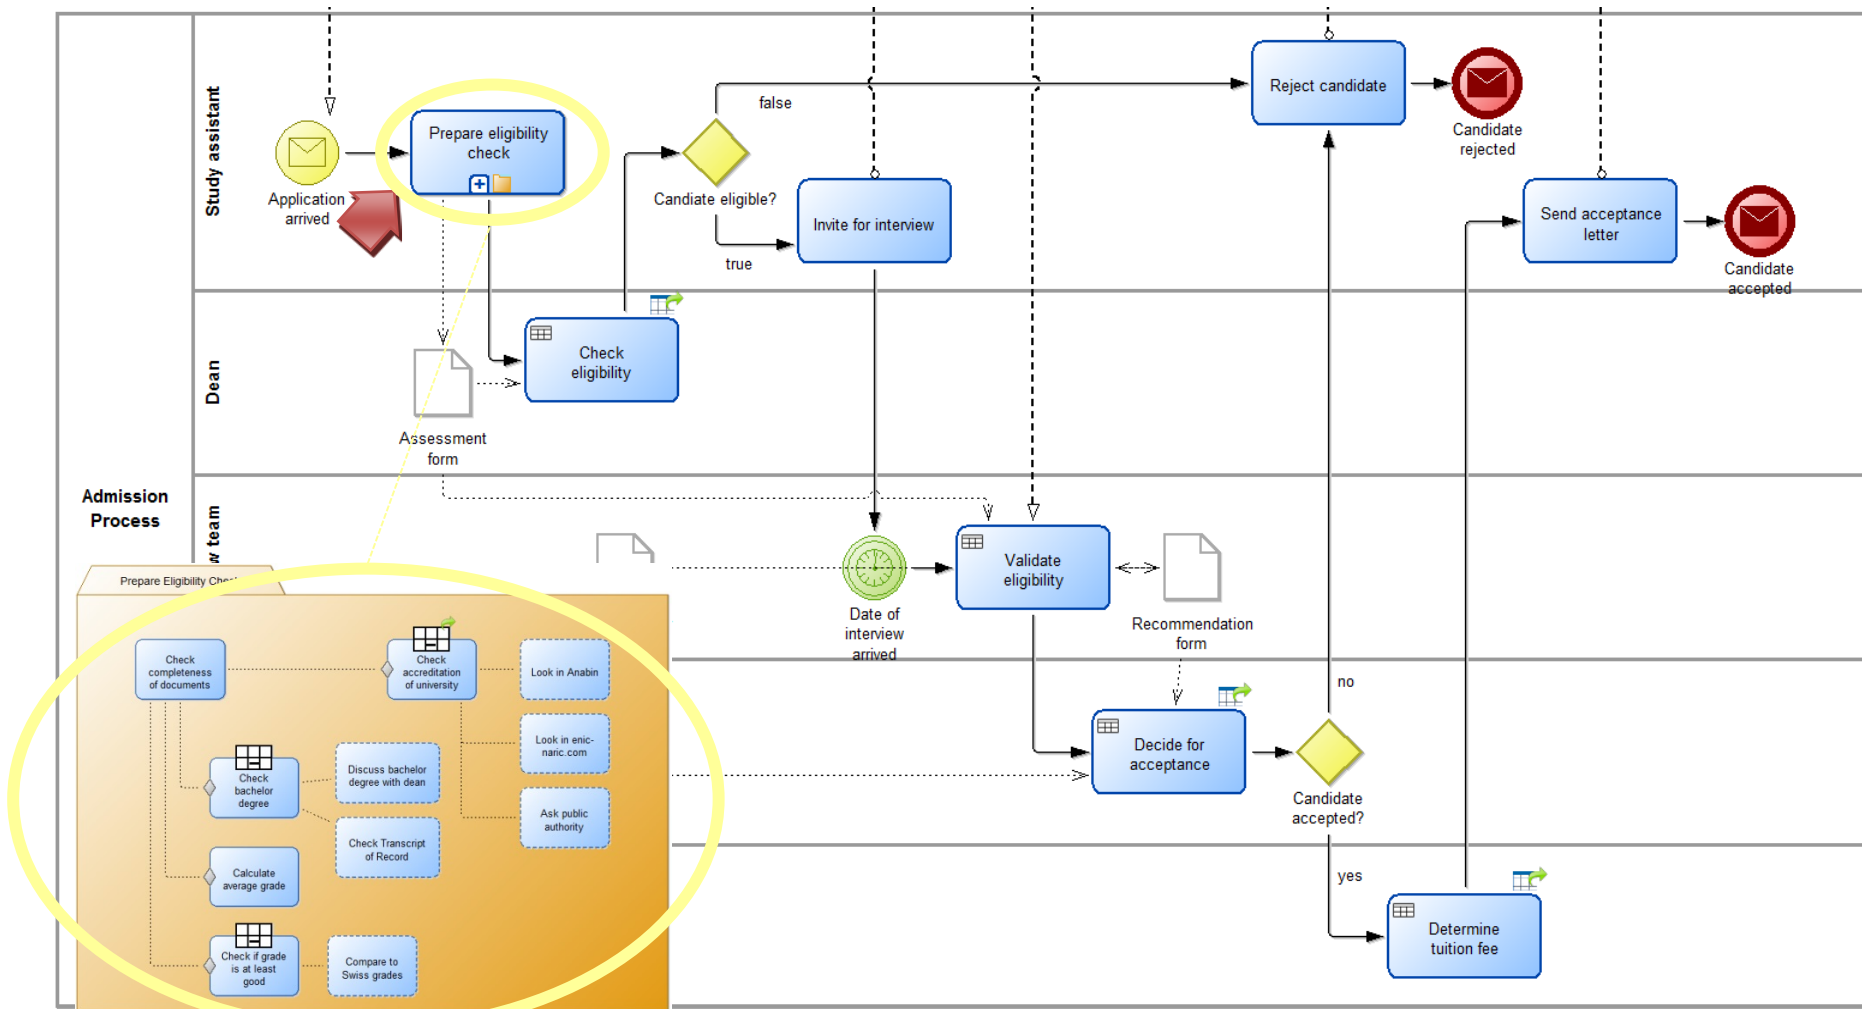 Admission
Process
Study assistant
Dean
w team
Application
arrived
Prepare eligibility
check
Candiate eligible?
false
true
Invite for interview
Reject candidate
Candidate
rejected
Send acceptance
letter
Candidate
accepted
Check
eligibility
Assessment
form
Date of
interview
arrived
Validate
eligibility
Recommendation
form
Decide for
acceptance
Candidate
accepted?
no
yes
Determine
tuition fee
Prepare Eligibility Check
Check
completeness
of documents
Check
accreditation
of university
Look in Anabin
Look in enic-
naric.com
Ask public
authority
Check
bachelor
degree
Discuss bachelor
degree with dean
Check Transcript
of Record
Calculate
average grade
Check if grade
is at least
good
Compare to
Swiss grades